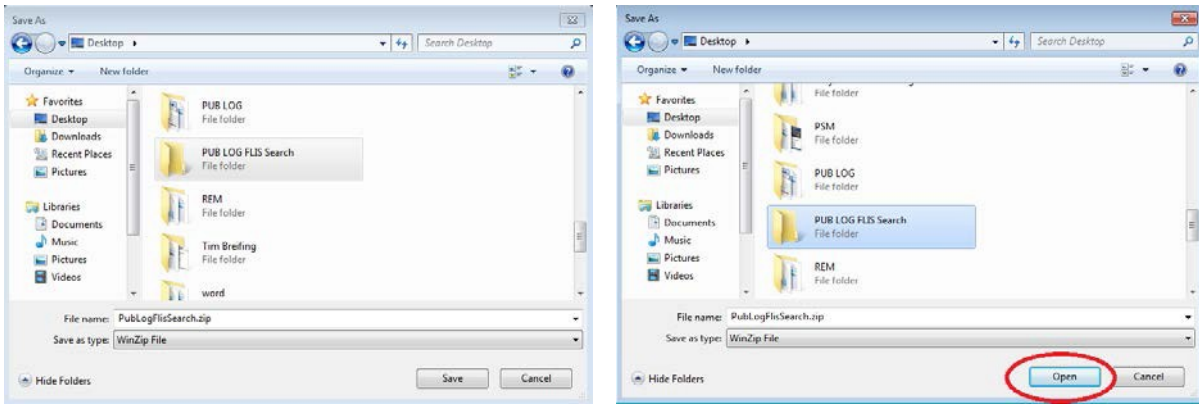 Save As
Desktop
Search Desktop
Organize
New folder
Favorites
Desktop
Downloads
Recent Places
Pictures
Libraries
Documents
Music
Pictures
Videos
PUB LOG
File folder
PUB LOG FLIS Search
File folder
REM
File folder
Tim Breifing
File folder
word
File name: PubLogFlisSearch.zip
Save as type: WinZip File
Hide Folders
Save
Cancel
Save As
Desktop
Search Desktop
Organize
New folder
Favorites
Desktop
Downloads
Recent Places
Pictures
Libraries
Documents
Music
Pictures
Videos
File folder
PSM
File folder
PUB LOG
File folder
PUB LOG FLIS Search
File folder
REM
File folder
File name: PubLogFlisSearch.zip
Save as type: WinZip File
Hide Folders
Open
Cancel